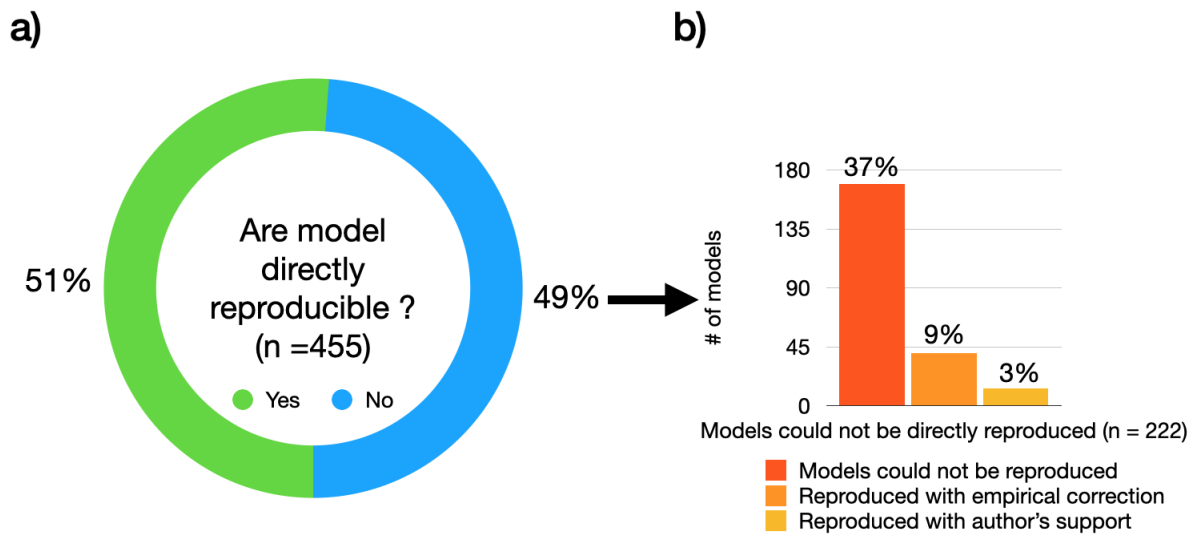 a)
Are model
directly
reproducible ?
(n =455)
Yes
No
51%
49%
b)
# of models
180
135
90
45
0
37%
9%
3%
Models could not be directly reproduced (n = 222)
Models could not be reproduced
Reproduced with empirical correction
Reproduced with author's support